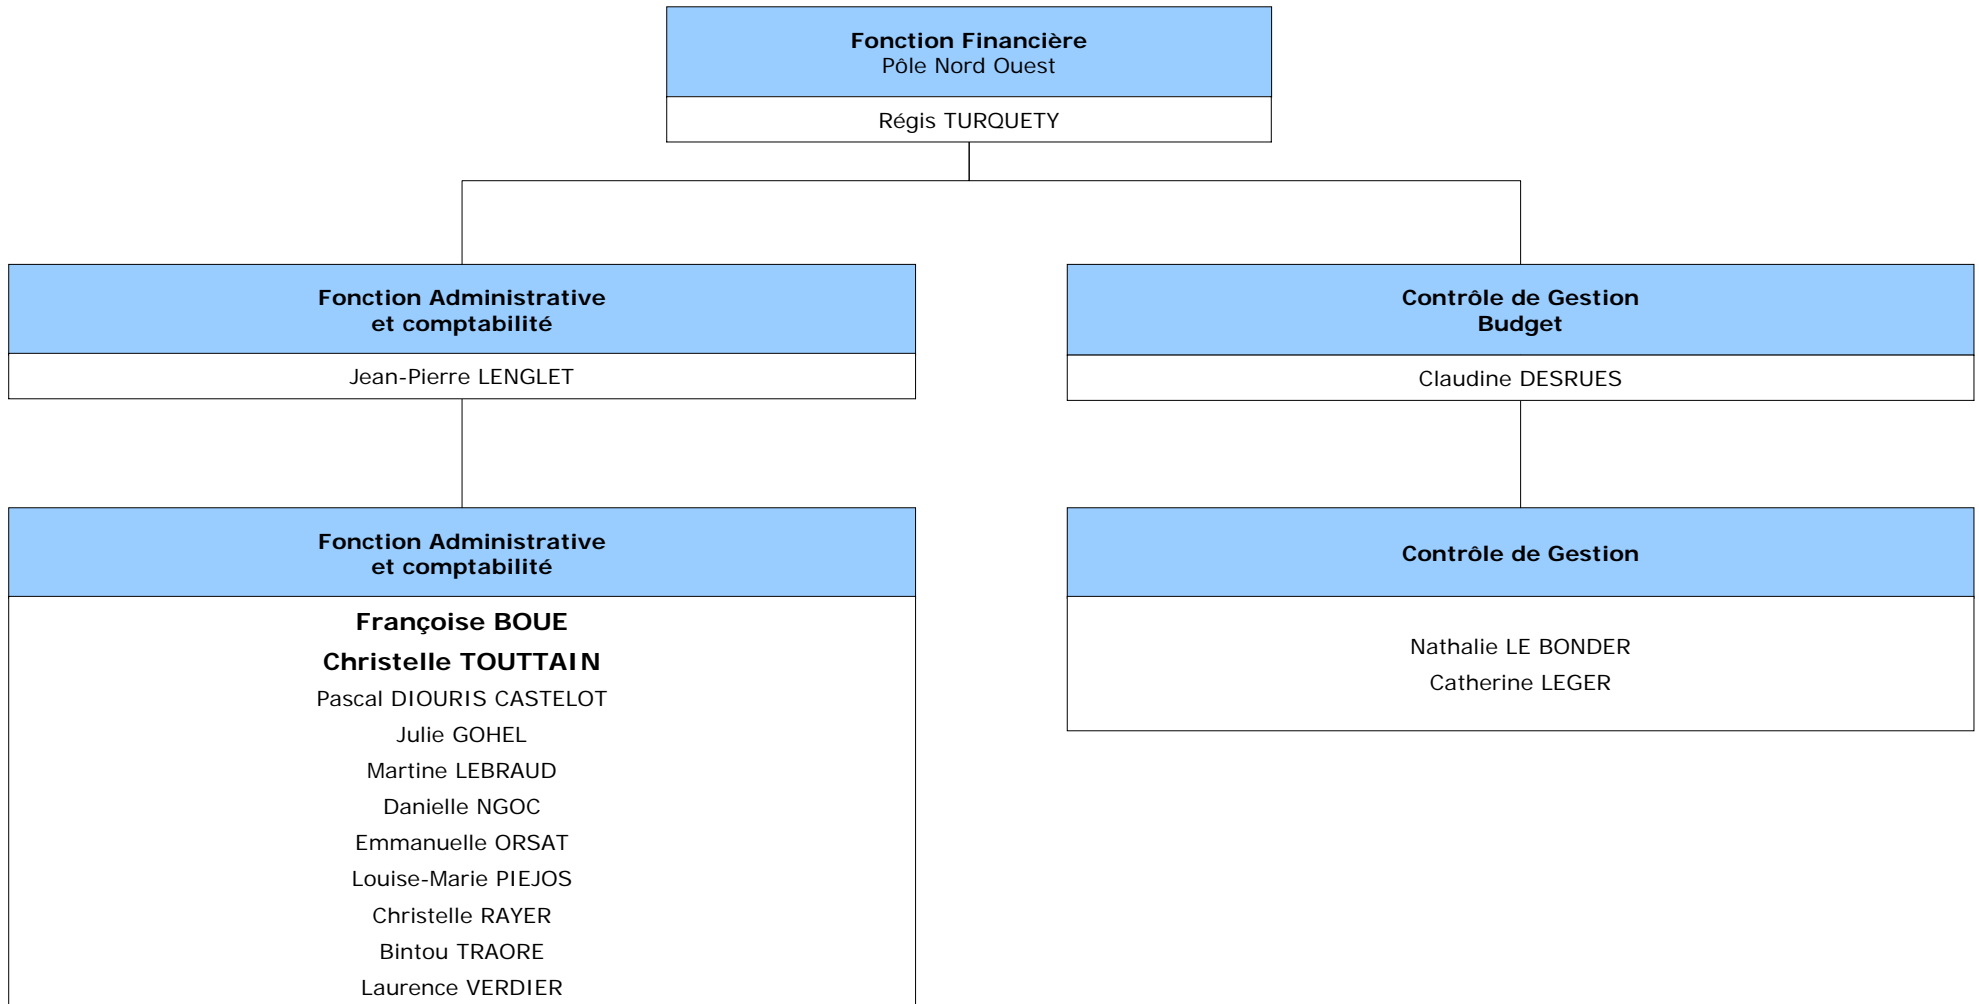 Fonction Financière
Pôle Nord Ouest
Régis TURQUETY
Fonction Administrative
et comptabilité
Jean-Pierre LENGLET
Contrôle de Gestion
Budget
Claudine DESRUES
Fonction Administrative
et comptabilité
Françoise BOUE
Christelle TOUTTAIN
Pascal DIOURIS CASTELOT
Julie GOHEL
Martine LEBRAUD
Danielle NGOC
Emmanuelle ORSAT
Louise-Marie PIEJOS
Christelle RAYER
Bintou TRAORE
Laurence VERDIER
Contrôle de Gestion
Nathalie LE BONDER
Catherine LEGER